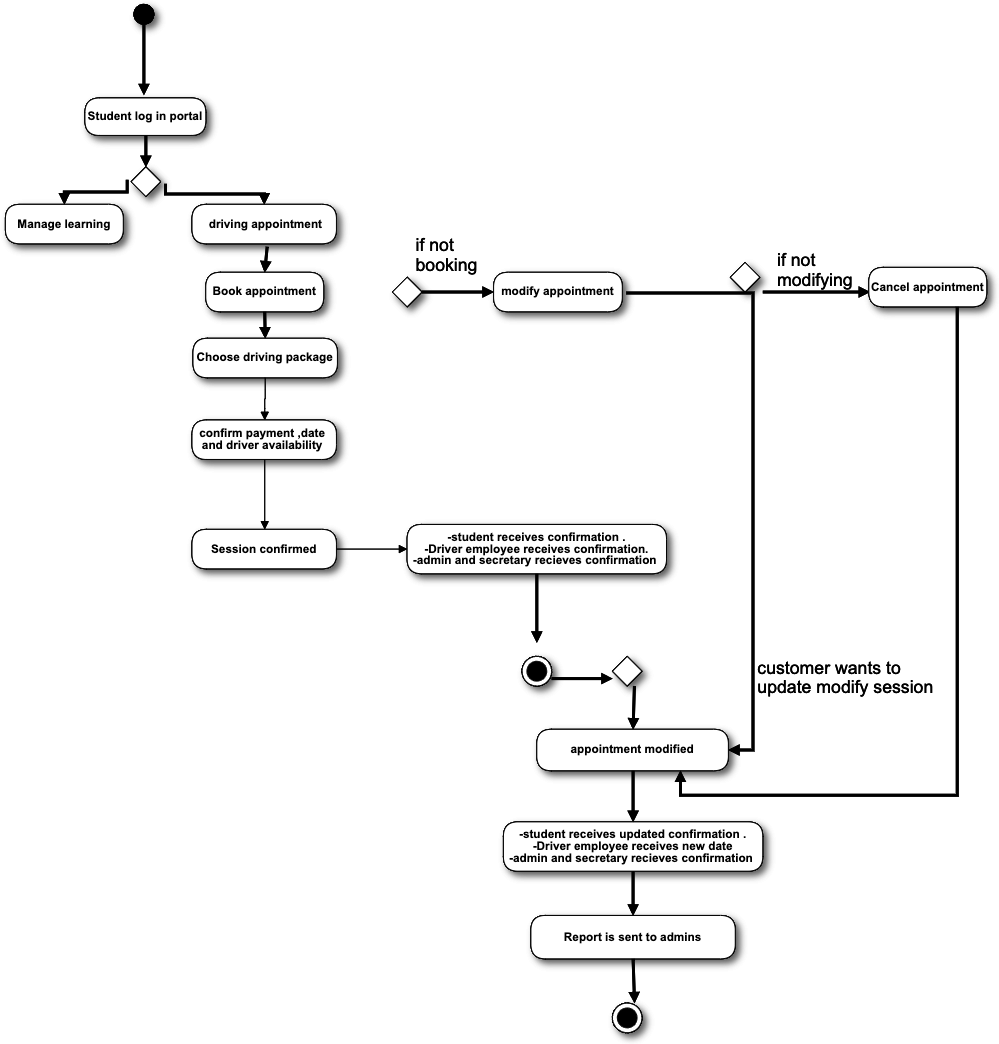 Student log in portal
Manage learning
driving appointment
if not
booking
if not
modifying
Book appointment
modify appointment
Cancel appointment
Choose driving package
confirm payment ,date
and driver availability
Session confirmed
-student receives confirmation .
-Driver employee receives confirmation.
-admin and secretary recieves confirmation
customer wants to
update modify session
appointment modified
-student receives updated confirmation .
-Driver employee receives new date
-admin and secretary recieves confirmation
Report is sent to admins